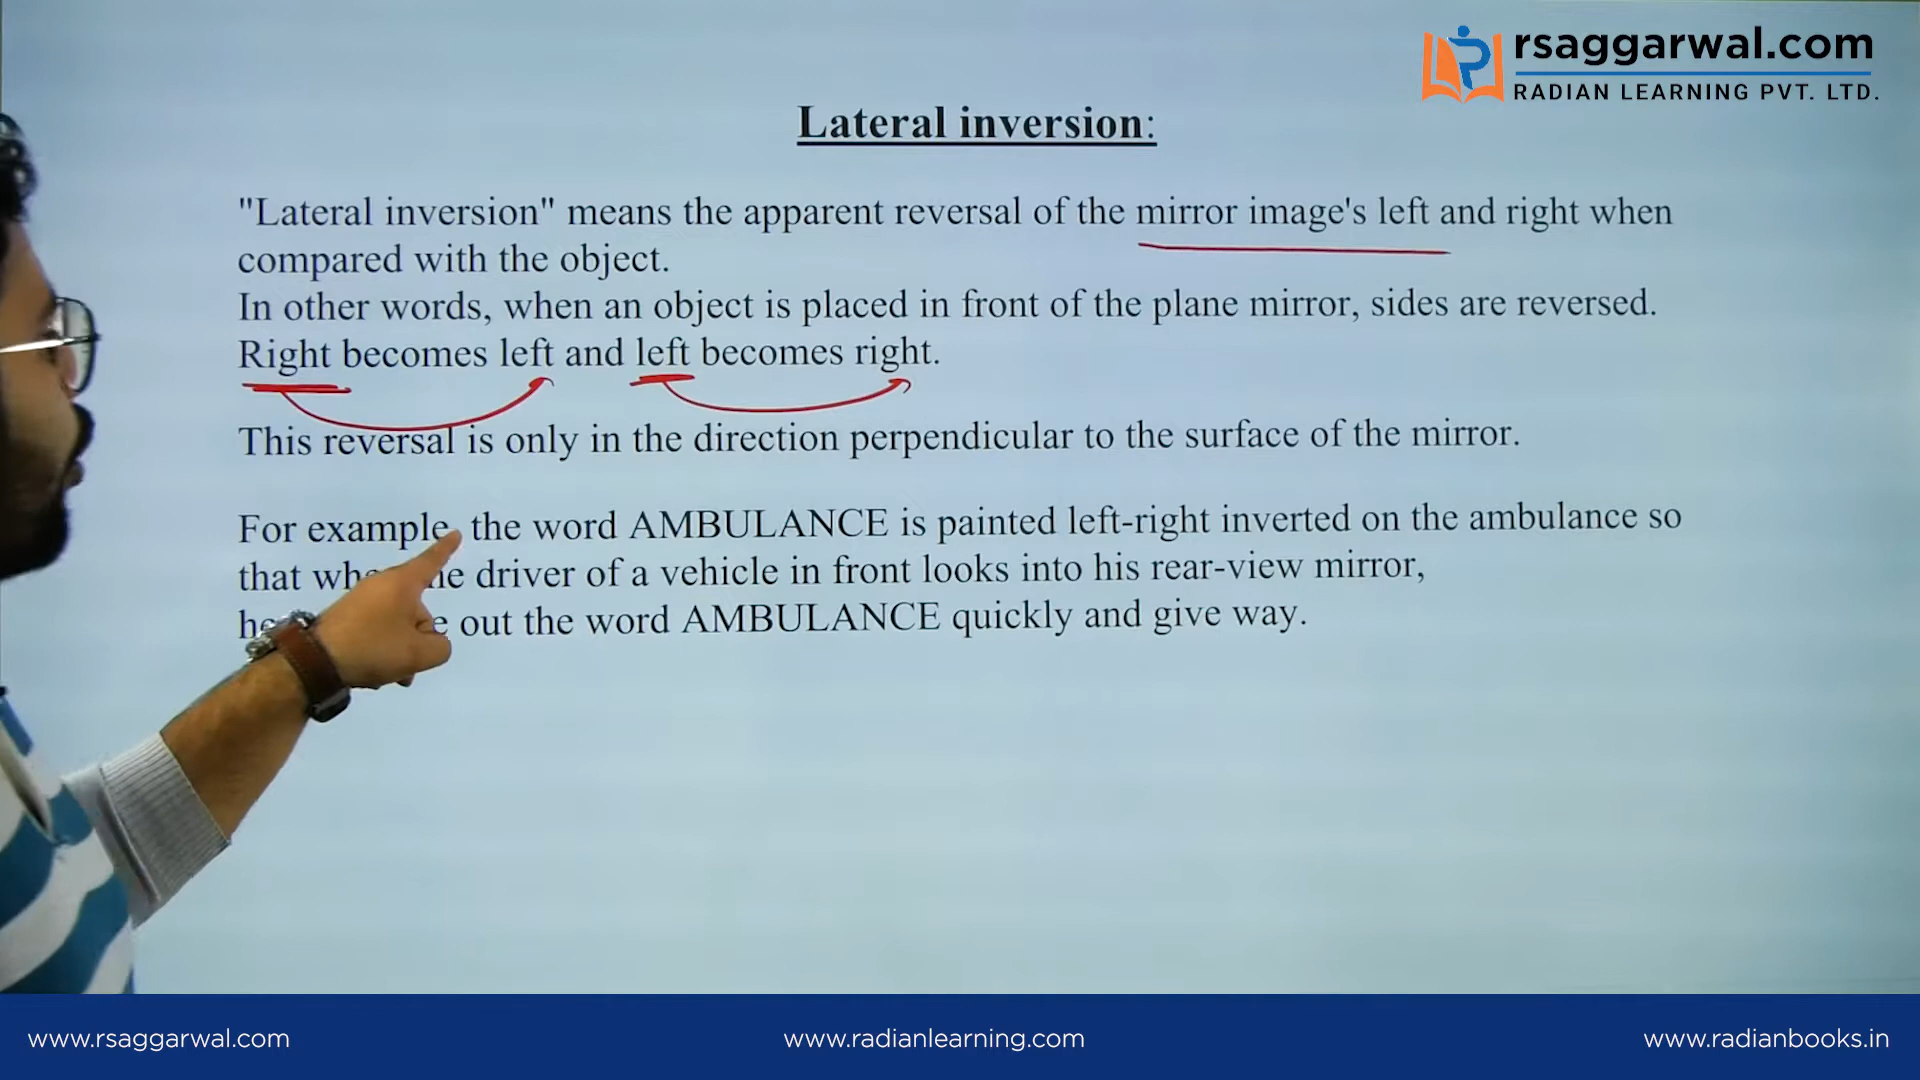 rsaggarwal.com
RADIAN LEARNING PVT. LTD.
Lateral inversion:
"Lateral inversion" means the apparent reversal of the mirror image's left and right when
compared with the object.
In other words, when an object is placed in front of the plane mirror, sides are reversed.
Right becomes left and left becomes right.
This reversal is only in the direction perpendicular to the surface of the mirror.
For example, the word AMBULANCE is painted left-right inverted on the ambulance so
that driver of a vehicle in front looks into his rear-view mirror,
out the word AMBULANCE quickly and give way.
www.rsaggarwal.com
www.radianlearning.com
www.radianbooks.in